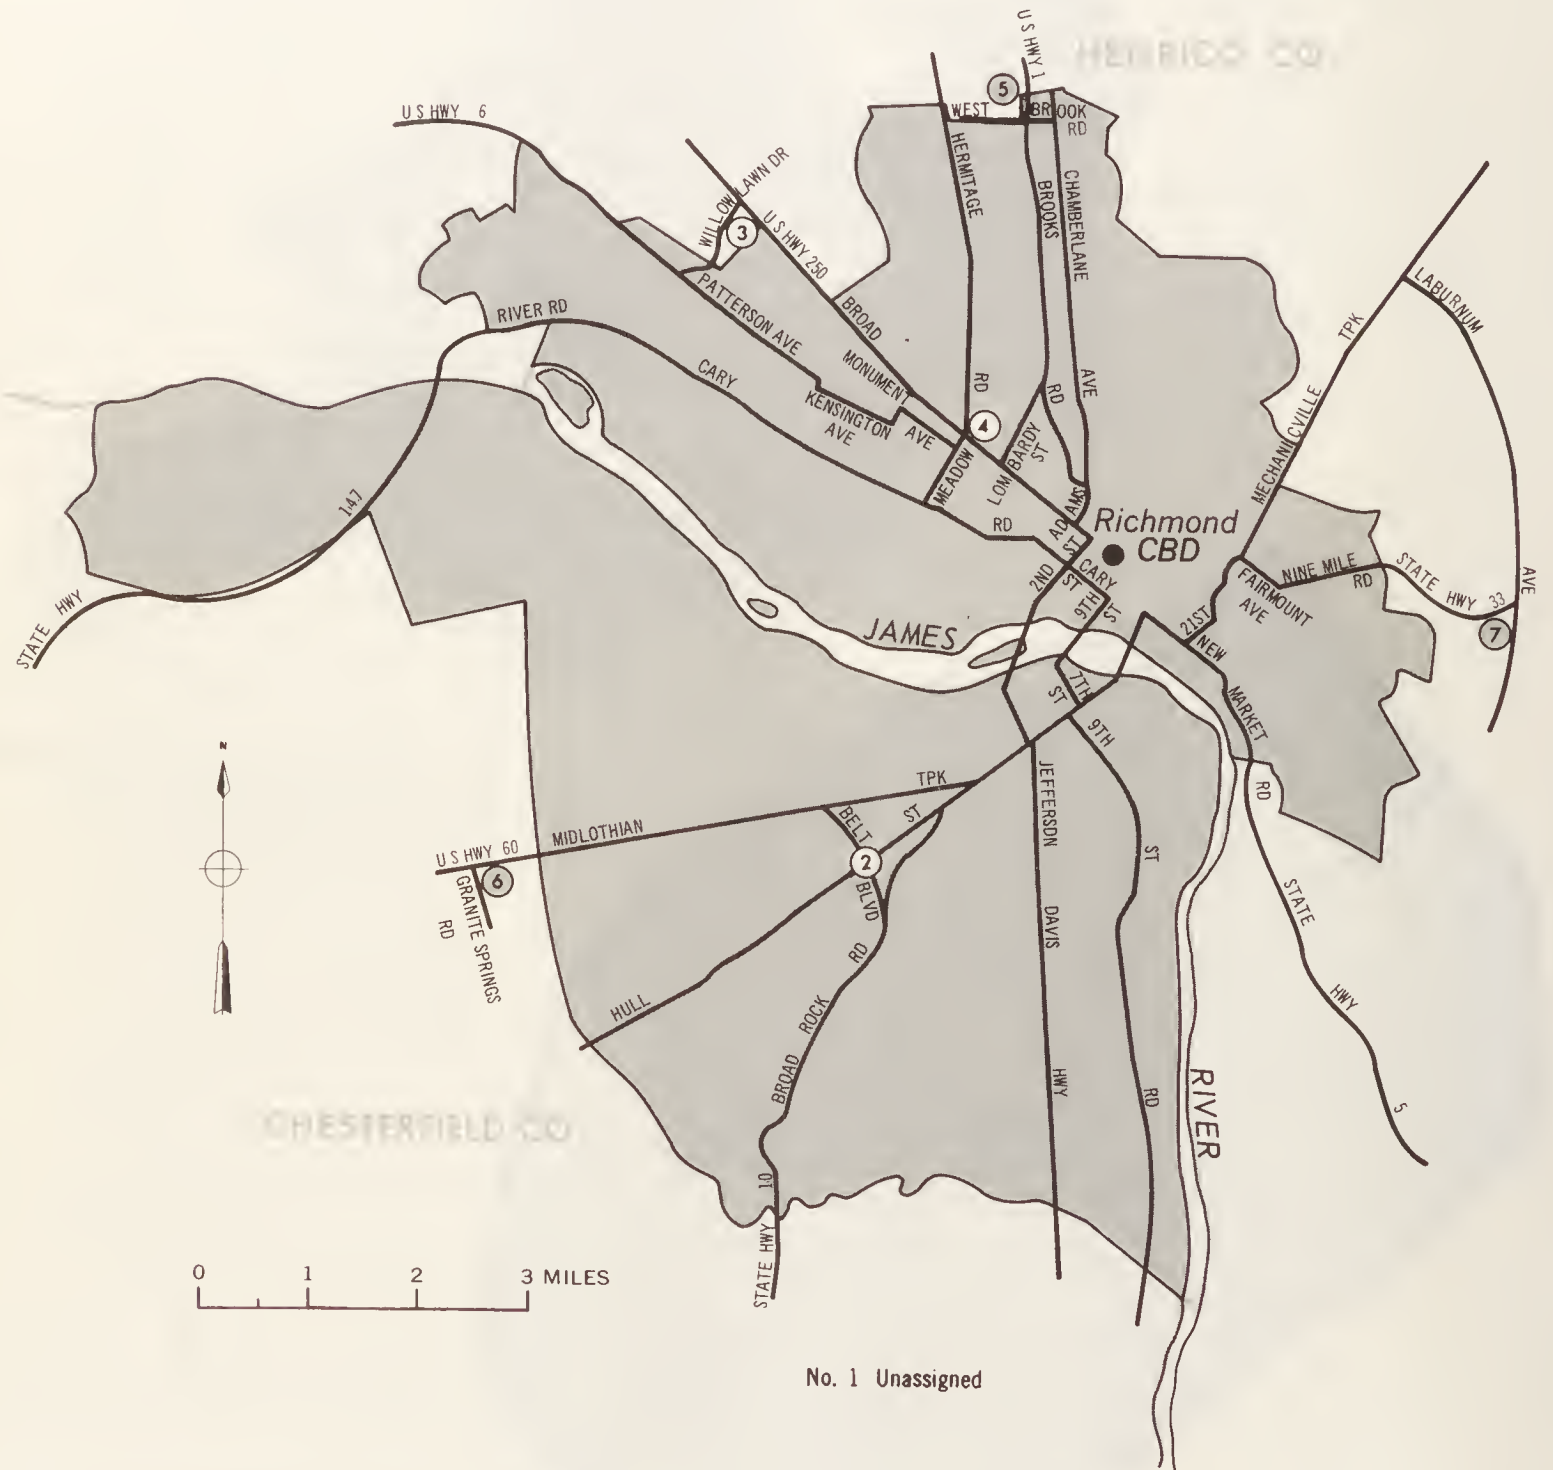 HENRICO CO.
U S HWY 1
5
WEST BROOK
RD
U S HWY 6
HERMITAGE
RD
BROOKS
RD
CHAMBERLANE
AVE
WILLOW LAWN DR
3
U S HWY 250
BROAD
LABURNUM
AVE
MECHANICVILLE
TPK
PATTERSON AVE
RIVER RD
CARY
RD
MONUMENT
AVE
KENSINGTON
AVE
4
MEADOW
LOMBARDY
ST
ADAMS
ST
Richmond
CBD
147
STATE HWY
2ND
ST
CARY
ST
9TH
FAIRMOUNT
AVE
NINE MILE
RD
STATE HWY 33
7
21ST
NEW
MARKET
RD
JAMES
7TH
ST
9TH
ST
RD
N
TPK
MIDLOTHIAN
U S HWY 60
6
GRANITE SPRINGS
RD
BELT
BLVD
2
ST
HULL
JEFFERSON
DAVIS
HWY
STATE
HWY
5
BROAD
ROCK
RD
RIVER
CHESTERFIELD CO
STATE HWY 10
0 1 2 3 MILES
No. 1 Unassigned